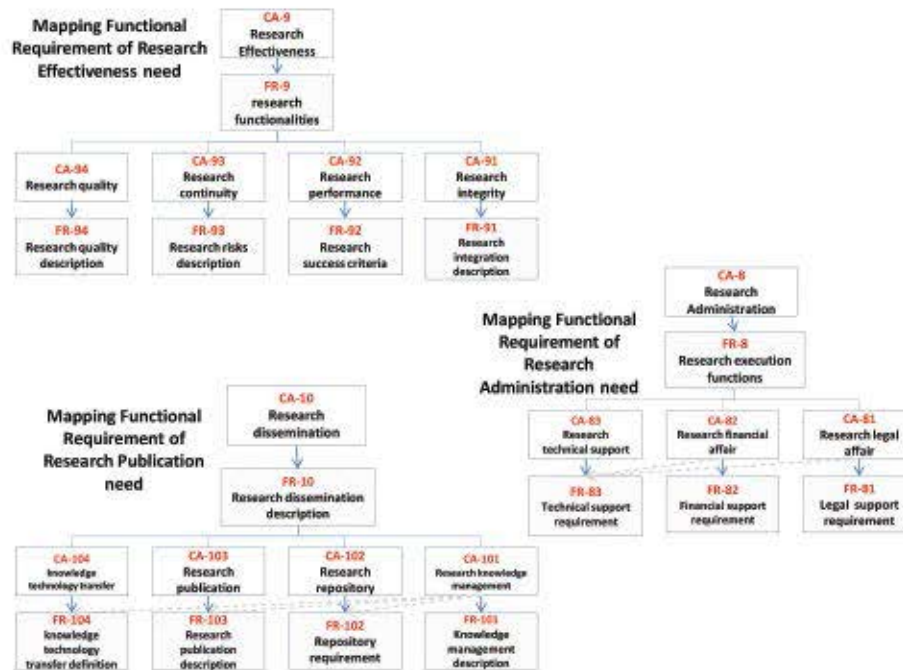 Mapping Functional
Requirement of Research
Effectiveness need
CA-9
Research
Effectiveness
FR-9
research
functionalities
CA-94
Research quality
CA-93
Research
continuity
CA-92
Research
performance
CA-91
Research
integrity
FR-94
Research quality
description
FR-93
Research risks
description
FR-92
Research
success criteria
FR-91
Research
integration
description
Mapping Functional
Requirement of
Research
Administration need
CA-8
Research
Administration
FR-8
Research execution
functions
CA-83
Research
technical support
CA-82
Research financial
affair
CA-81
Research legal
affair
FR-83
Technical support
requirement
FR-82
Financial support
requirement
FR-81
Legal support
requirement
Mapping Functional
Requirement of
Research Publication
need
CA-10
Research
dissemination
FR-10
Research dissemination
description
CA-104
knowledge
technology transfer
CA-103
Research
publication
CA-102
Research
repository
CA-101
Research knowledge
management
FR-104
knowledge
technology
transfer definition
FR-103
Research
publication
description
FR-102
Repository
requirement
FR-101
Knowledge
management
description